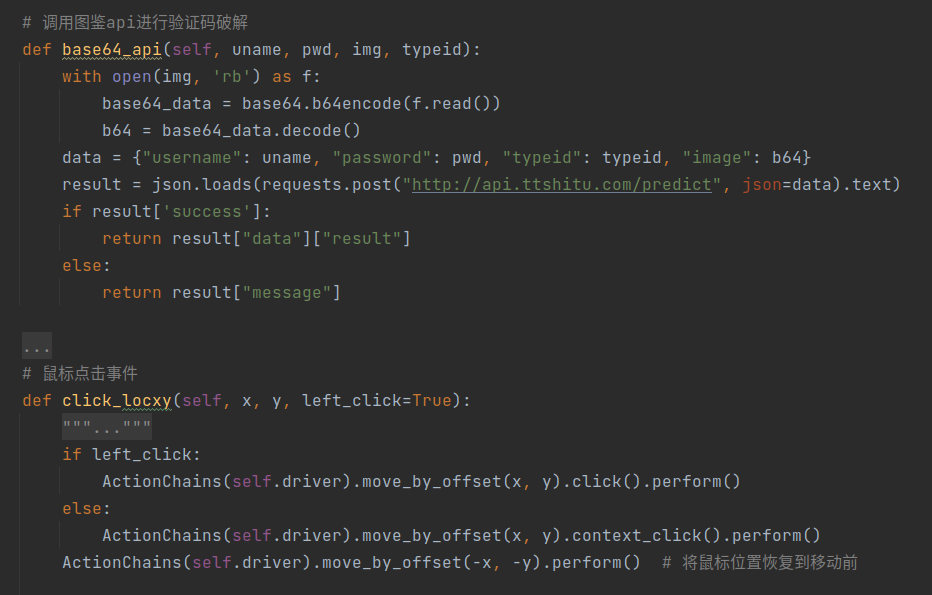 # 调用图鉴api进行验证码破解
def base64_api(self, uname, pwd, img, typeid):
    with open(img, 'rb') as f:
        base64_data = base64.b64encode(f.read())
        b64 = base64_data.decode()
    data = {"username": uname, "password": pwd, "typeid": typeid, "image": b64}
    result = json.loads(requests.post("http://api.ttshitu.com/predict", json=data).text)
    if result['success']:
        return result["data"]["result"]
    else:
        return result["message"]
...
# 鼠标点击事件
def click_locxy(self, x, y, left_click=True):
    """..."""
    if left_click:
        ActionChains(self.driver).move_by_offset(x, y).click().perform()
    else:
        ActionChains(self.driver).move_by_offset(x, y).context_click().perform()
    ActionChains(self.driver).move_by_offset(-x, -y).perform()  # 将鼠标位置恢复到移动前